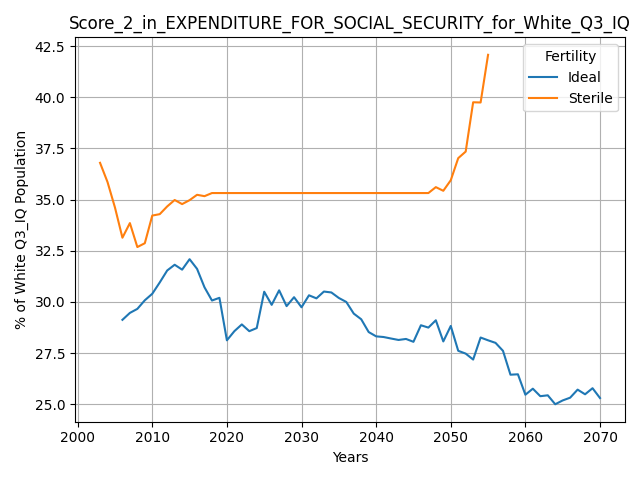 Score_2_in_EXPENDITURE_FOR_SOCIAL_SECURITY_for_White_Q3_IQ
42.5
40.0
37.5
35.0
32.5
30.0
27.5
25.0
% of White Q3_IQ Population
Fertility
Ideal
Sterile
2000 2010 2020 2030 2040 2050 2060 2070
Years